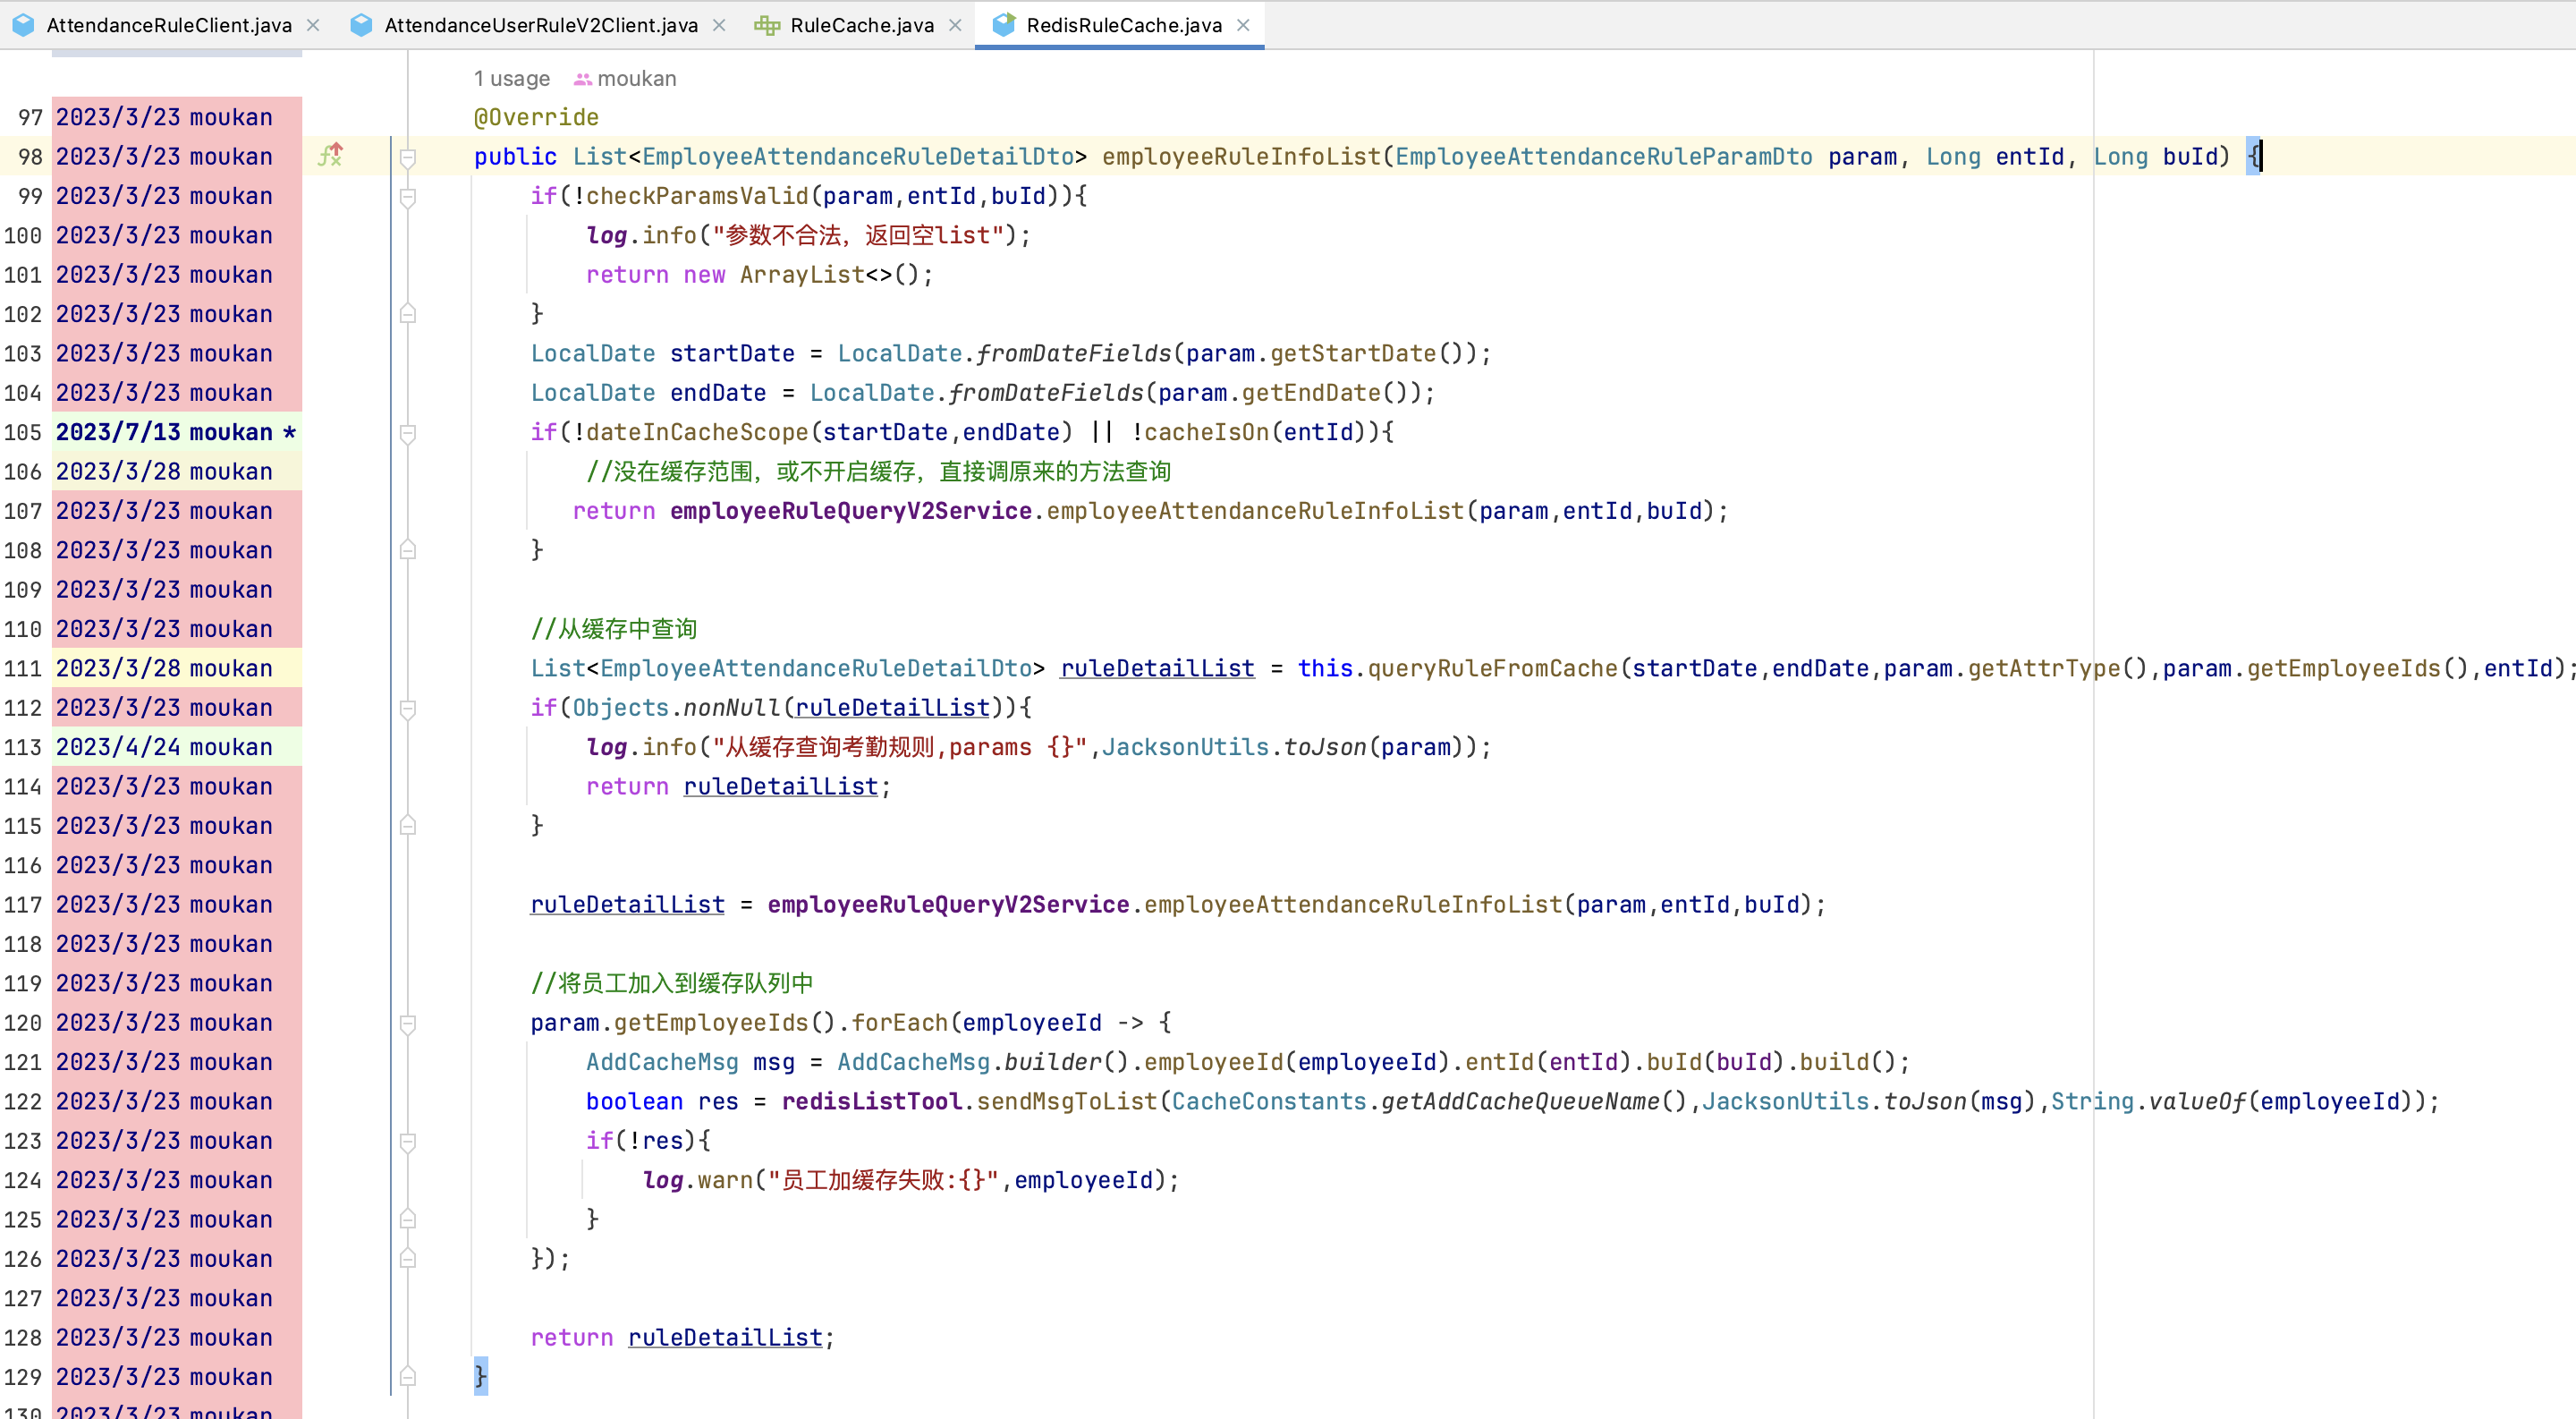 AttendanceRuleClient.java AttendanceUserRuleV2Client.java RuleCache.java RedisRuleCache.java
1 usage moukan
97 2023/3/23 moukan @Override
98 2023/3/23 moukan public List<EmployeeAttendanceRuleDetailDto> employeeRuleInfoList(EmployeeAttendanceRuleParamDto param, Long entId, Long buId) {
99 2023/3/23 moukan if(!checkParamsValid(param,entId,buId)){
100 2023/3/23 moukan log.info("参数不合法，返回空list");
101 2023/3/23 moukan return new ArrayList<>();
102 2023/3/23 moukan }
103 2023/3/23 moukan LocalDate startDate = LocalDate.fromDateFields(param.getStartDate());
104 2023/3/23 moukan LocalDate endDate = LocalDate.fromDateFields(param.getEndDate());
105 2023/7/13 moukan * if(!dateInCacheScope(startDate,endDate) || !cacheIsOn(entId)){
106 2023/3/28 moukan //没在缓存范围，或不开启缓存，直接调原来的方法查询
107 2023/3/23 moukan return employeeRuleQueryV2Service.employeeAttendanceRuleInfoList(param,entId,buId);
108 2023/3/23 moukan }
109 2023/3/23 moukan
110 2023/3/23 moukan //从缓存中查询
111 2023/3/28 moukan List<EmployeeAttendanceRuleDetailDto> ruleDetailList = this.queryRuleFromCache(startDate,endDate,param.getAttrType(),param.getEmployeeIds(),entId);
112 2023/3/23 moukan if(Objects.nonNull(ruleDetailList)){
113 2023/4/24 moukan log.info("从缓存查询考勤规则,params {}",JacksonUtils.toJson(param));
114 2023/3/23 moukan return ruleDetailList;
115 2023/3/23 moukan }
116 2023/3/23 moukan
117 2023/3/23 moukan ruleDetailList = employeeRuleQueryV2Service.employeeAttendanceRuleInfoList(param,entId,buId);
118 2023/3/23 moukan
119 2023/3/23 moukan //将员工加入到缓存队列中
120 2023/3/23 moukan param.getEmployeeIds().forEach(employeeId -> {
121 2023/3/23 moukan AddCacheMsg msg = AddCacheMsg.builder().employeeId(employeeId).entId(entId).buId(buId).build();
122 2023/3/23 moukan boolean res = redisListTool.sendMsgToList(CacheConstants.getAddCacheQueueName(),JacksonUtils.toJson(msg),String.valueOf(employeeId));
123 2023/3/23 moukan if(!res){
124 2023/3/23 moukan log.warn("员工加缓存失败:{}",employeeId);
125 2023/3/23 moukan }
126 2023/3/23 moukan });
127 2023/3/23 moukan
128 2023/3/23 moukan return ruleDetailList;
129 2023/3/23 moukan }
130 2023/3/23 moukan